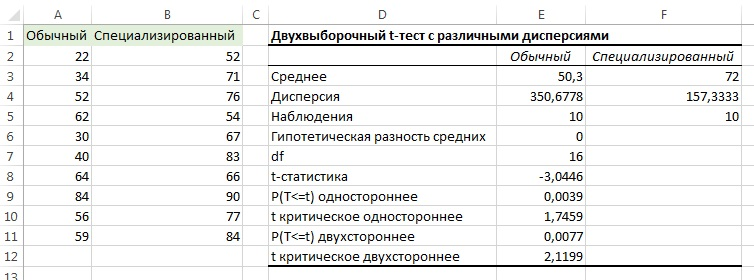 A B C D E F
1 Обычный Специализированный Двухвыборочный t-тест с различными дисперсиями
2 22 52 Обычный Специализированный
3 34 71 Среднее 50,3 72
4 52 76 Дисперсия 350,6778 157,3333
5 62 54 Наблюдения 10 10
6 30 67 Гипотетическая разность средних 0
7 40 83 df 16
8 64 66 t-статистика -3,0446
9 84 90 P(T<=t) одностороннее 0,0039
10 56 77 t критическое одностороннее 1,7459
11 59 84 P(T<=t) двухстороннее 0,0077
12 t критическое двухстороннее 2,1199
13